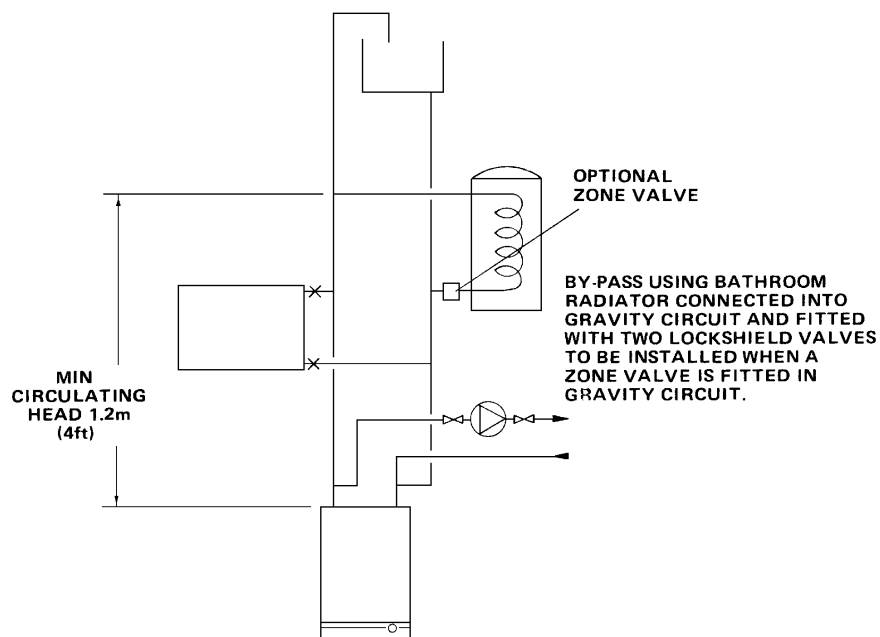 OPTIONAL
ZONE VALVE
BY-PASS USING BATHROOM
RADIATOR CONNECTED INTO
GRAVITY CIRCUIT AND FITTED
WITH TWO LOCKSHIELD VALVES
TO BE INSTALLED WHEN A
ZONE VALVE IS FITTED IN
GRAVITY CIRCUIT.
MIN
CIRCULATING
HEAD 1.2m
(4ft)